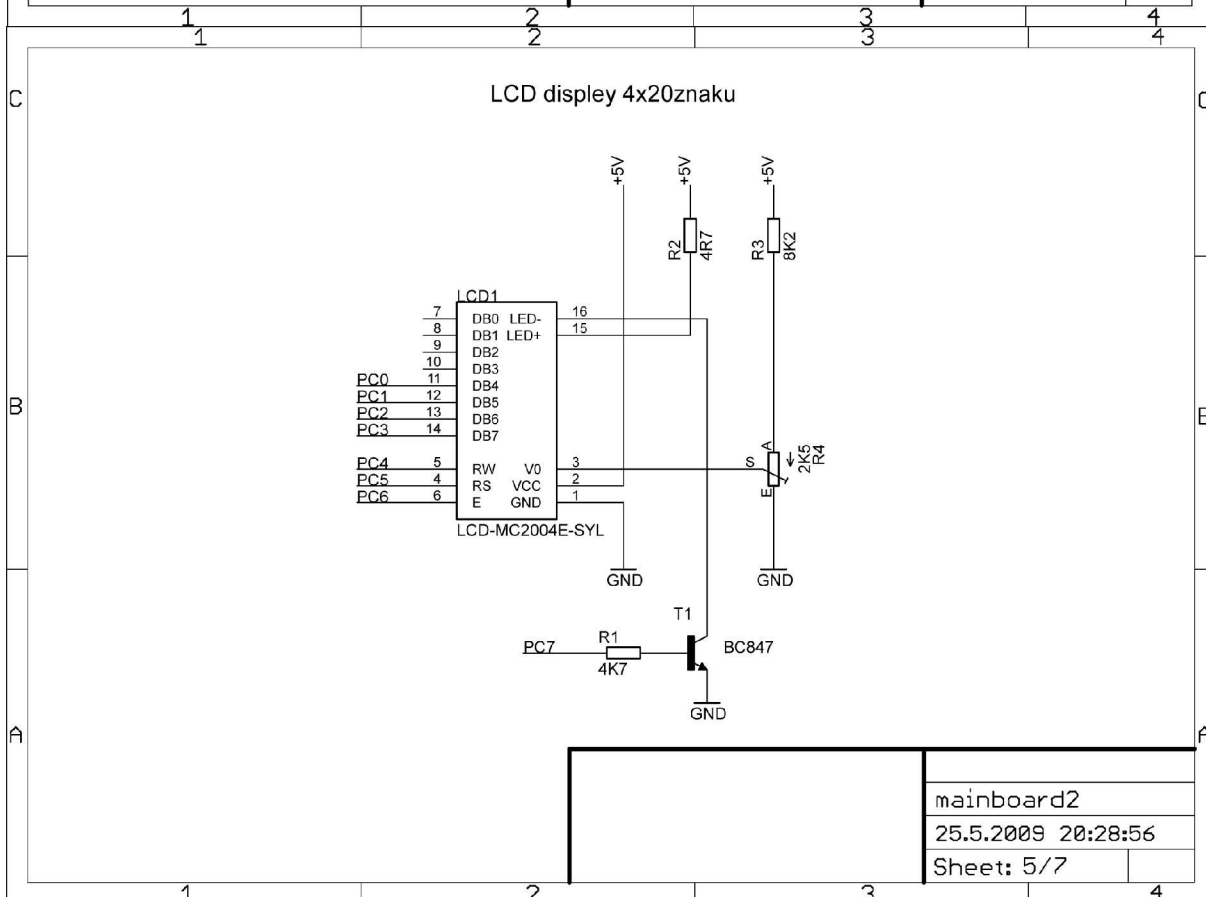 1 2 3 4
1 2 3 4
C
LCD displey 4x20znaku
+5V +5V +5V
R2 4R7 R3 8K2
LCD1
7 DB0 LED- 16
8 DB1 LED+ 15
9 DB2
10 DB3
PC0 11 DB4
PC1 12 DB5
B
PC2 13 DB6
PC3 14 DB7
A
PC4 5 RW V0 3 S 2K5 R4
PC5 4 RS VCC 2
E
PC6 6 E GND 1
LCD-MC2004E-SYL
GND GND
T1
PC7 R1 BC847
4K7
GND
A
mainboard2
25.5.2009 20:28:56
Sheet: 5/7
1 2 3 4